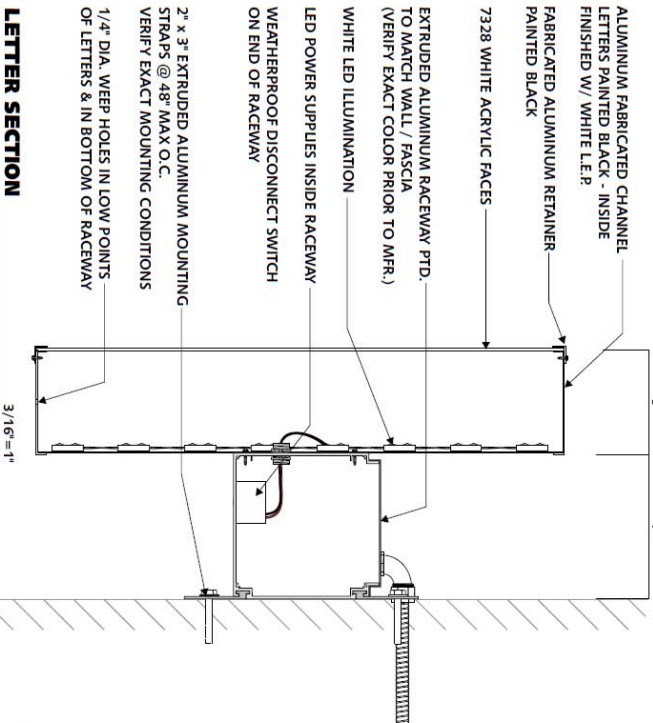 ALUMINUM FABRICATED CHANNEL
LETTERS PAINTED BLACK - INSIDE
FINISHED W/ WHITE L.E.P.
FABRICATED ALUMINUM RETAINER
PAINTED BLACK
7328 WHITE ACRYLIC FACES
EXTRUDED ALUMINUM RACEWAY PTD.
TO MATCH WALL / FASCIA
(VERIFY EXACT COLOR PRIOR TO MFR.)
WHITE LED ILLUMINATION
LED POWER SUPPLIES INSIDE RACEWAY
WEATHERPROOF DISCONNECT SWITCH
ON END OF RACEWAY
2" x 3" EXTRUDED ALUMINUM MOUNTING
STRAPS @ 48" MAX O.C.
VERIFY EXACT MOUNTING CONDITIONS
1/4" DIA. WEEP HOLES IN LOW POINTS
OF LETTERS & IN BOTTOM OF RACEWAY
LETTER SECTION
3/16"=1"